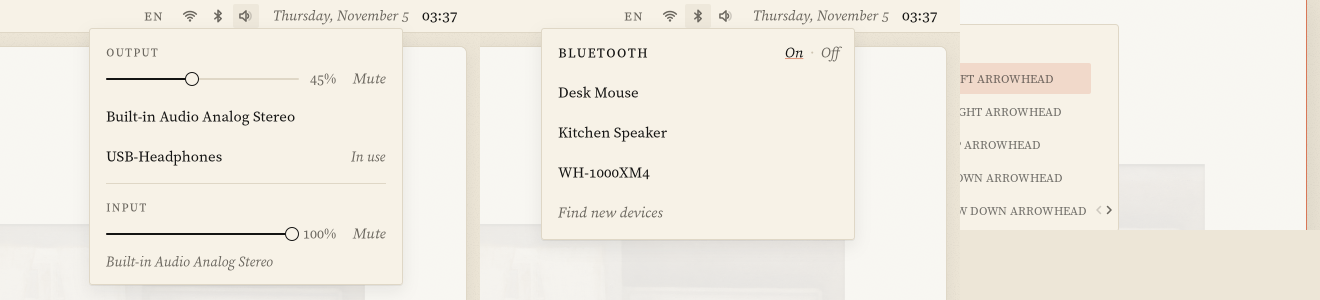 EN Thursday, November 5 03:37
OUTPUT
45% Mute
Built-in Audio Analog Stereo
USB-Headphones In use
INPUT
100% Mute
Built-in Audio Analog Stereo
EN Thursday, November 5 03:37
BLUETOOTH On · Off
Desk Mouse
Kitchen Speaker
WH-1000XM4
Find new devices
ARROWHEAD
ARROWHEAD
ARROWHEAD
ARROWHEAD
DOWN ARROWHEAD